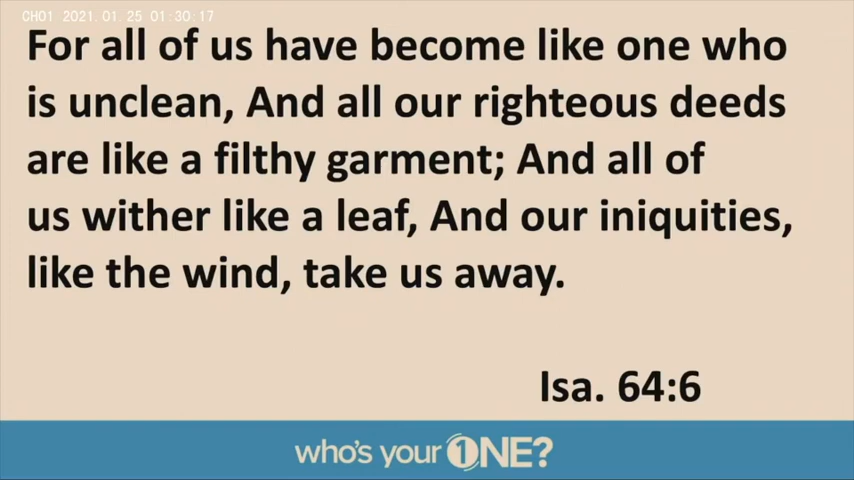 CH01 2021.01.25 01:30:17
For all of us have become like one who
is unclean, And all our righteous deeds
are like a filthy garment; And all of
us wither like a leaf, And our iniquities,
like the wind, take us away.
Isa. 64:6
who's your 1NE?